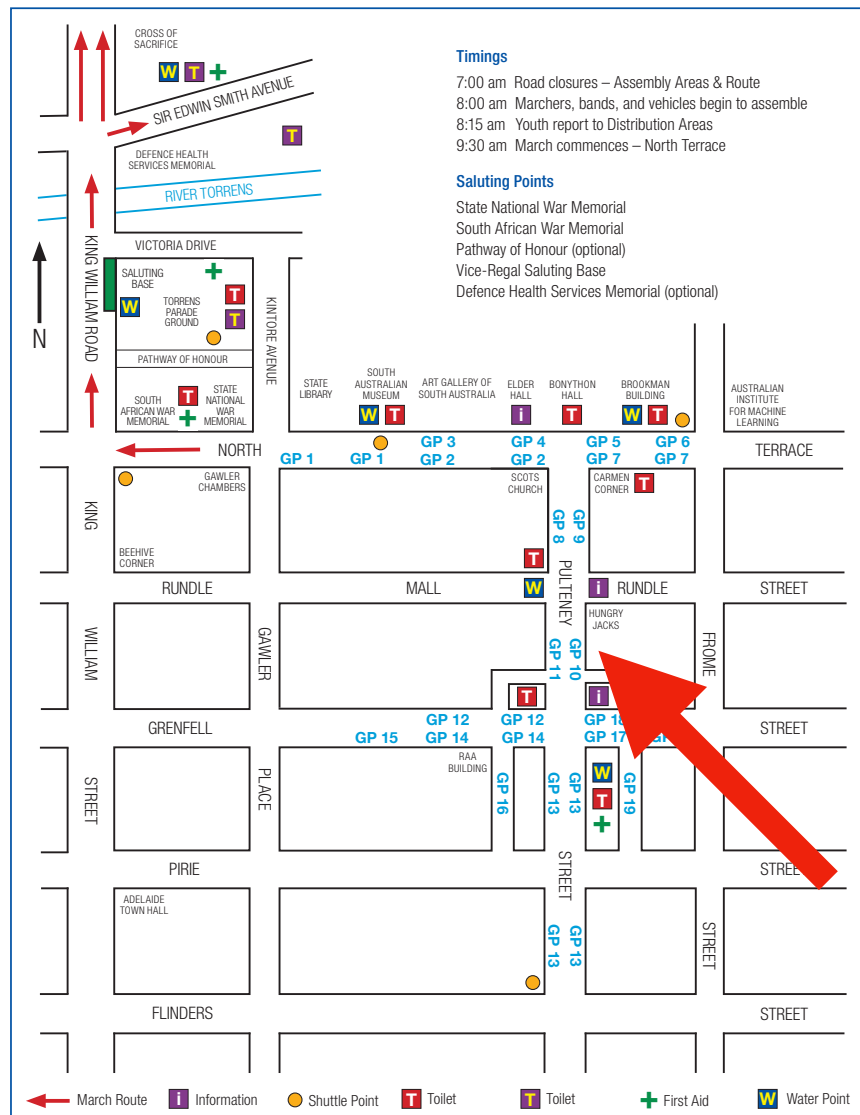 CROSS OF
SACRIFICE
W T
SIR EDWIN SMITH AVENUE
T
DEFENCE HEALTH
SERVICES MEMORIAL
RIVER TORRENS
VICTORIA DRIVE
Timings
7:00 am Road closures – Assembly Areas & Route
8:00 am Marchers, bands, and vehicles begin to assemble
8:15 am Youth report to Distribution Areas
9:30 am March commences – North Terrace
Saluting Points
State National War Memorial
South African War Memorial
Pathway of Honour (optional)
Vice-Regal Saluting Base
Defence Health Services Memorial (optional)
N
KING WILLIAM ROAD
SALUTING
BASE
W
TORRENS
PARADE
GROUND
T
T
KINTORE AVENUE
PATHWAY OF HONOUR
SOUTH
AFRICAN WAR
MEMORIAL
T
STATE
NATIONAL
WAR
MEMORIAL
STATE
LIBRARY
SOUTH
AUSTRALIAN
MUSEUM
W T
ART GALLERY OF
SOUTH AUSTRALIA
ELDER
HALL
i
BONYTHON
HALL
T
BROOKMAN
BUILDING
W T
AUSTRALIAN
INSTITUTE
FOR MACHINE
LEARNING
NORTH
TERRACE
GP 3 GP 4 GP 5 GP 6
GP 1 GP 1 GP 2 GP 2 GP 7 GP 7
GAWLER
CHAMBERS
SCOTS
CHURCH
CARMEN
CORNER
T
KING
GP 8
GP 9
BEEHIVE
CORNER
T
RUNDLE MALL
W
PULTENEY
i
RUNDLE STREET
HUNGRY
JACKS
WILLIAM
GAWLER
GP 11
GP 10
FROME
T
i
GRENFELL
STREET
GP 12 GP 12 GP 18
GP 15 GP 14 GP 14 GP 17
RAA
BUILDING
STREET
PLACE
GP 16
GP 13
GP 13
W
T
GP 19
PIRIE
STREET
ADELAIDE
TOWN HALL
STREET
GP 13
GP 13
STREET
FLINDERS
STREET
March Route
i Information
Shuttle Point
T Toilet
T Toilet
First Aid
W Water Point